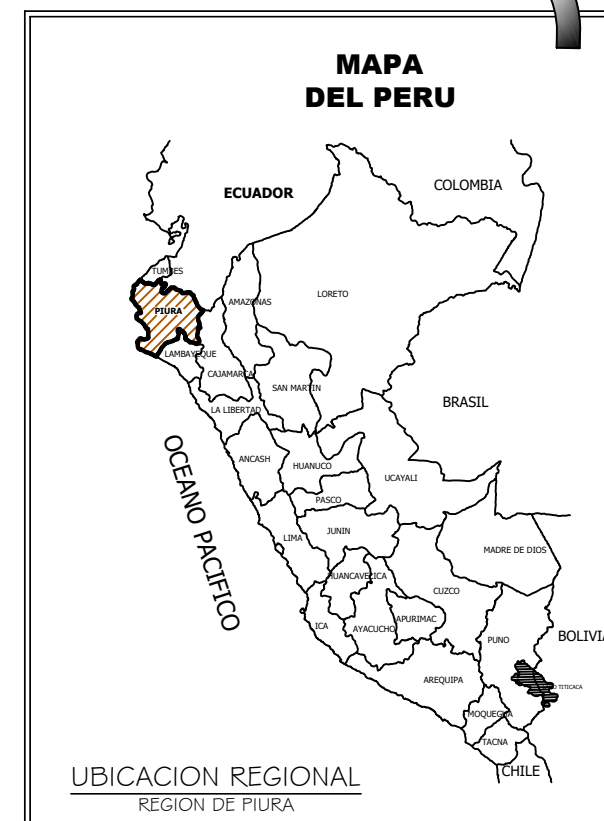 MAPA
DEL PERU
COLOMBIA
ECUADOR
TUMBES
LORETO
AMAZONAS
PIURA
LAMBAYEQUE
CAJAMARCA
SAN MARTIN
BRASIL
LA LIBERTAD
OCEANO PACIFICO
ANCASH
HUANUCO
UCAYALI
PASCO
LIMA
JUNIN
MADRE DE DIOS
HUANCAVELICA
CUZCO
ICA
AYACUCHO
APURIMAC
PUNO
BOLIVIA
AREQUIPA
TITICACA
MOQUEGUA
TACNA
CHILE
UBICACION REGIONAL
REGION DE PIURA